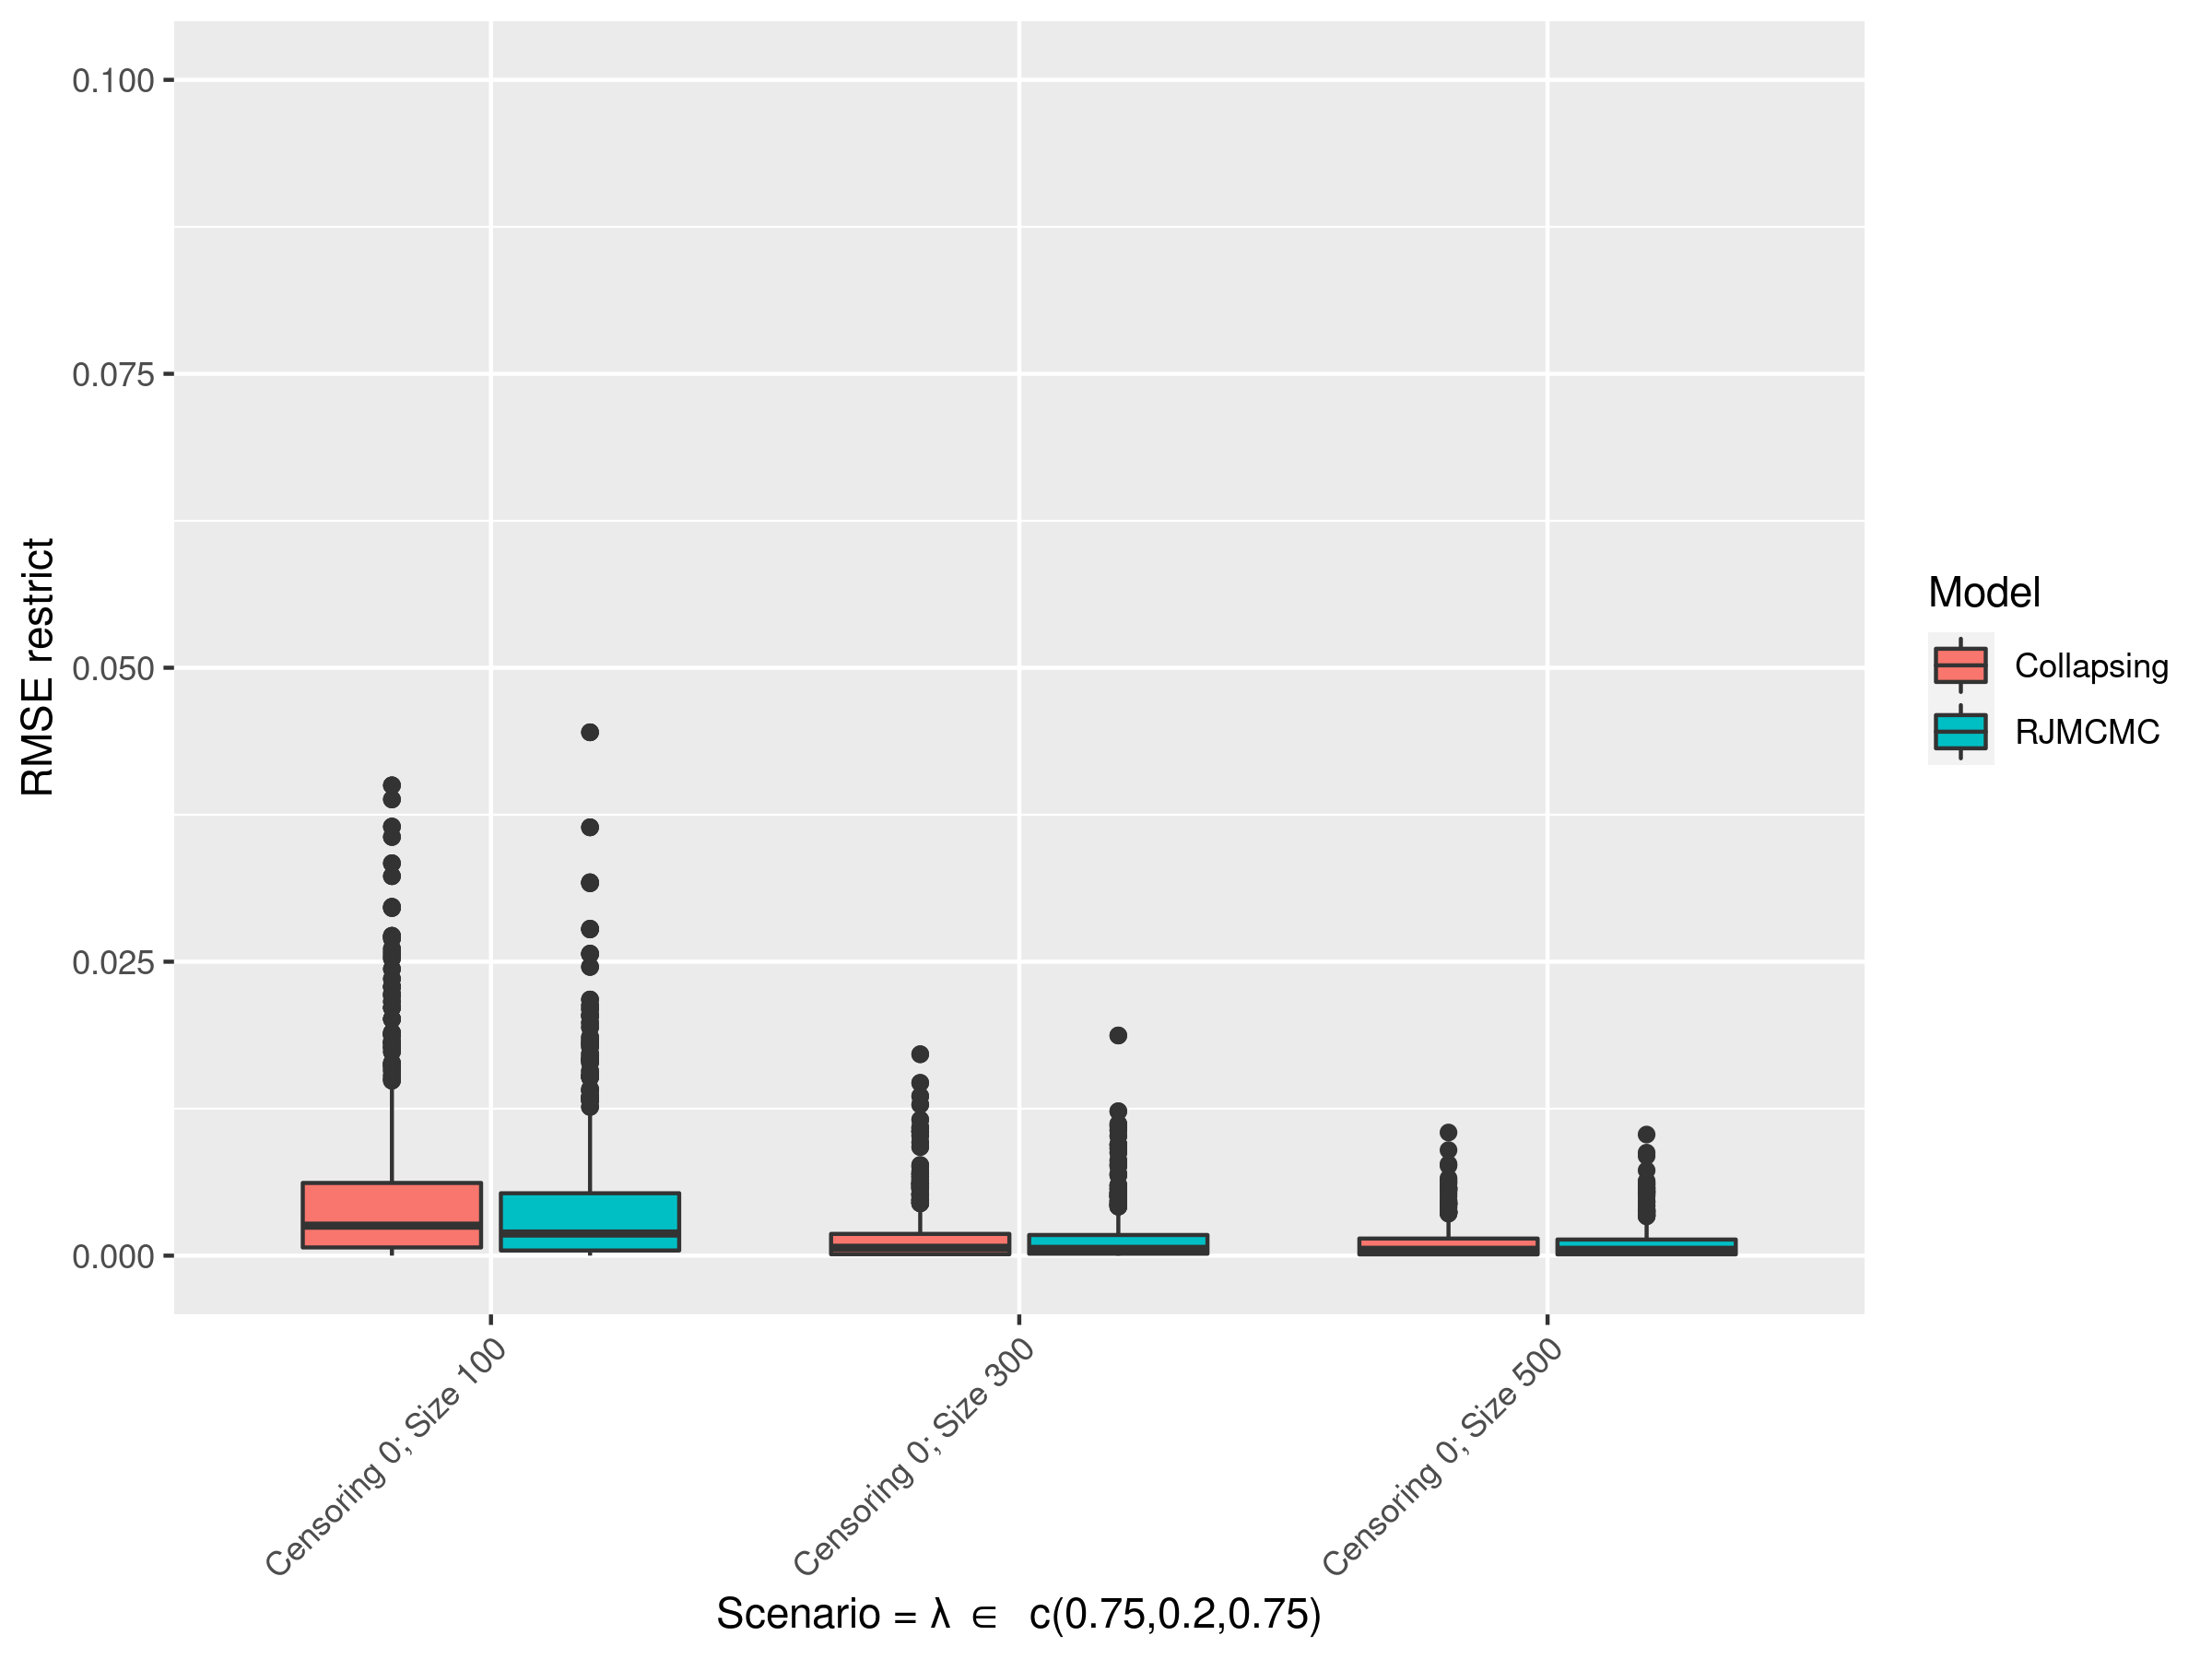 0.100
0.075
0.050
0.025
0.000
RMSE restrict
Censoring 0; Size 100
Censoring 0; Size 300
Censoring 0; Size 500
Scenario = λ ∈ c(0.75,0.2,0.75)
Model
Collapsing
RJMCMC